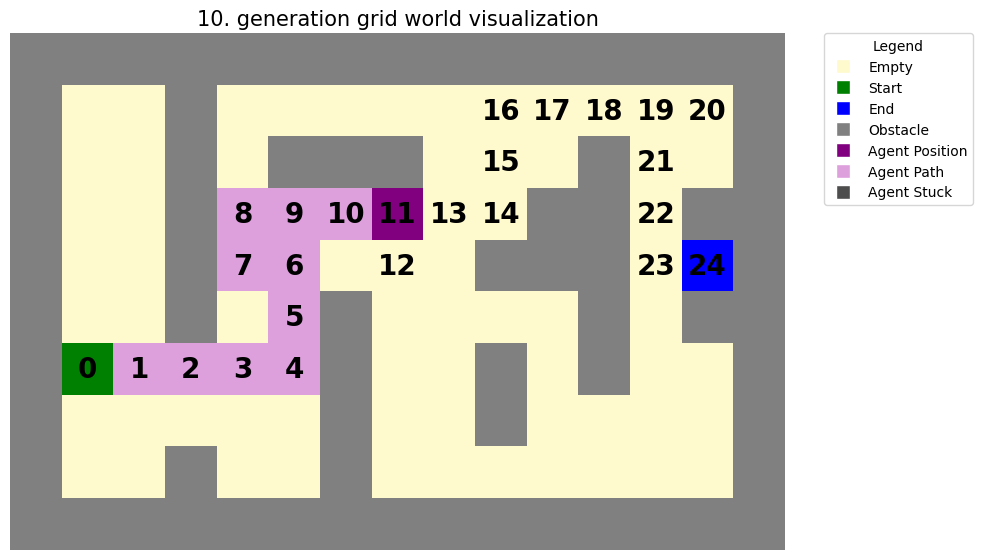 10. generation grid world visualization
Legend
Empty
Start
End
Obstacle
Agent Position
Agent Path
Agent Stuck
16 17 18 19 20
15 21
8 9 10 11 13 14 22
7 6 12 23 24
5
0 1 2 3 4